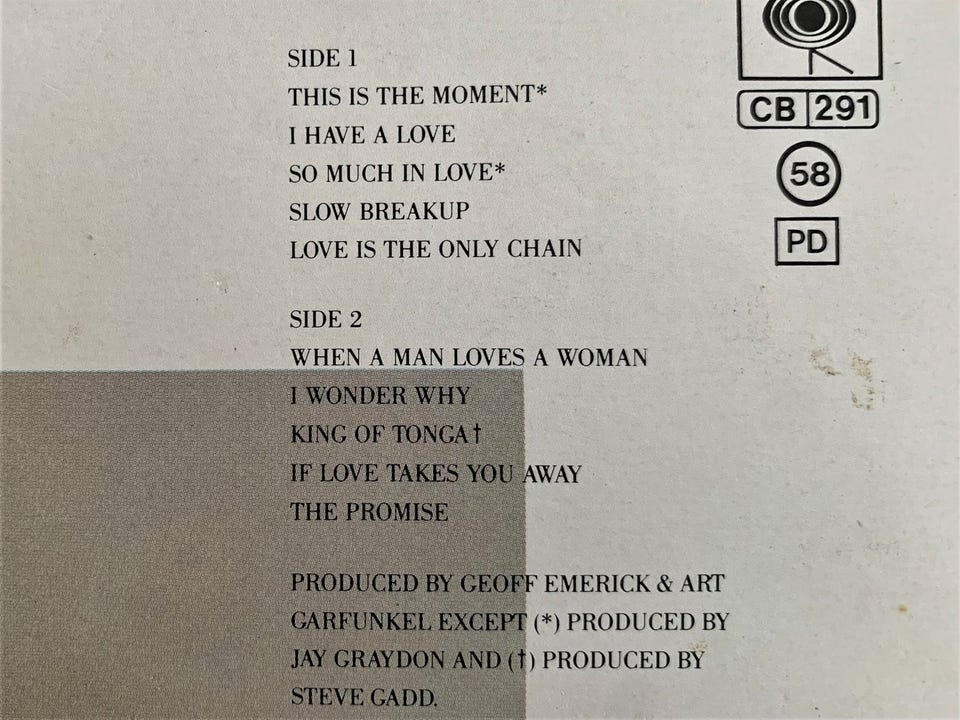 SIDE 1
THIS IS THE MOMENT*
I HAVE A LOVE
SO MUCH IN LOVE*
SLOW BREAKUP
LOVE IS THE ONLY CHAIN
SIDE 2
WHEN A MAN LOVES A WOMAN
I WONDER WHY
KING OF TONGA†
IF LOVE TAKES YOU AWAY
THE PROMISE
PRODUCED BY GEOFF EMERICK & ART
GARFUNKEL EXCEPT (*) PRODUCED BY
JAY GRAYDON AND (†) PRODUCED BY
STEVE GADD.
CB 291
58
PD